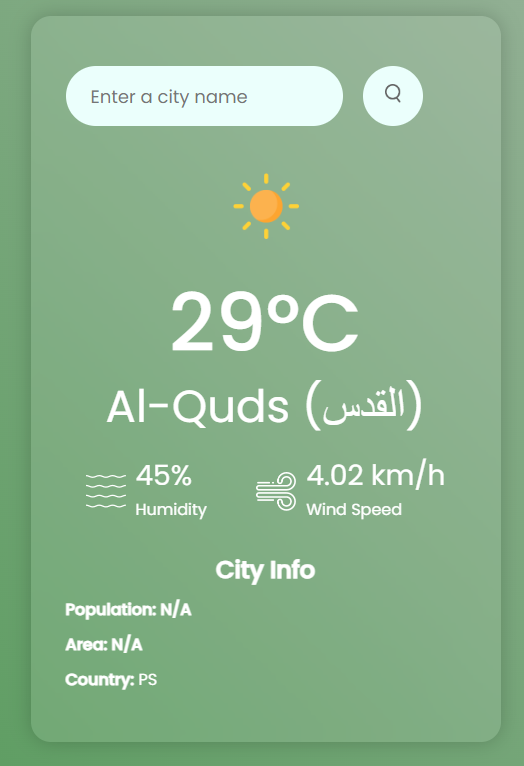 Enter a city name
29°C
Al-Quds (القدس)
45%
Humidity
4.02 km/h
Wind Speed
City Info
Population: N/A
Area: N/A
Country: PS